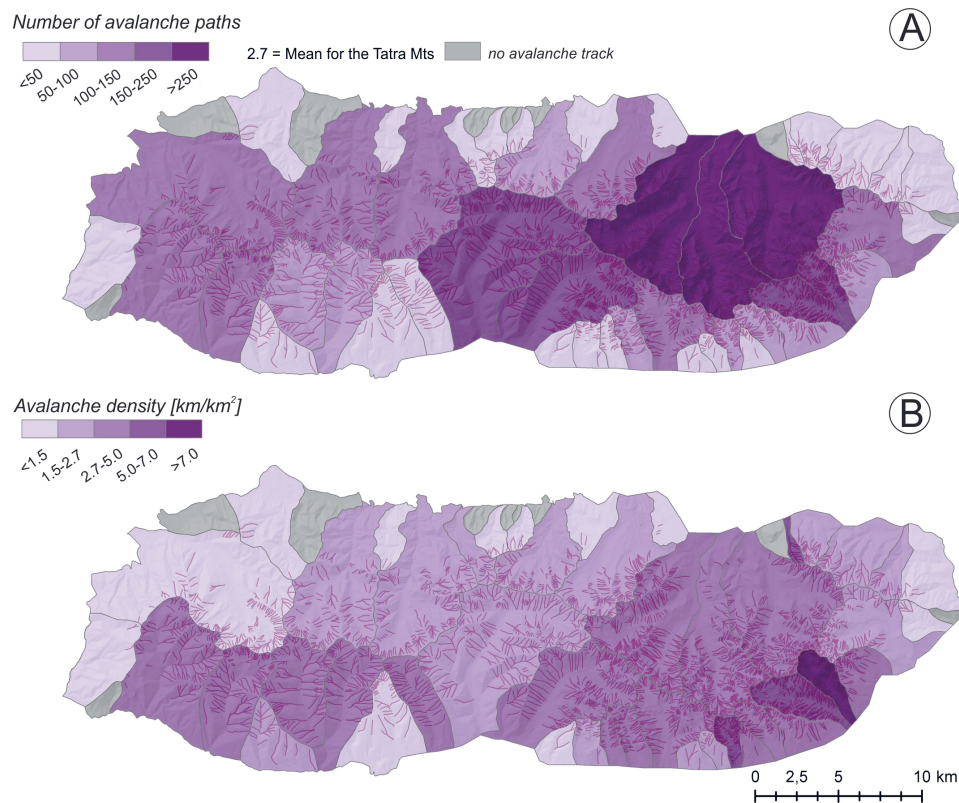 Number of avalanche paths
A
2.7 = Mean for the Tatra Mts
no avalanche track
<50
50-100
100-150
150-250
>250
Avalanche density [km/km²]
B
<1.5
1.5-2.7
2.7-5.0
5.0-7.0
>7.0
0 2,5 5 10 km